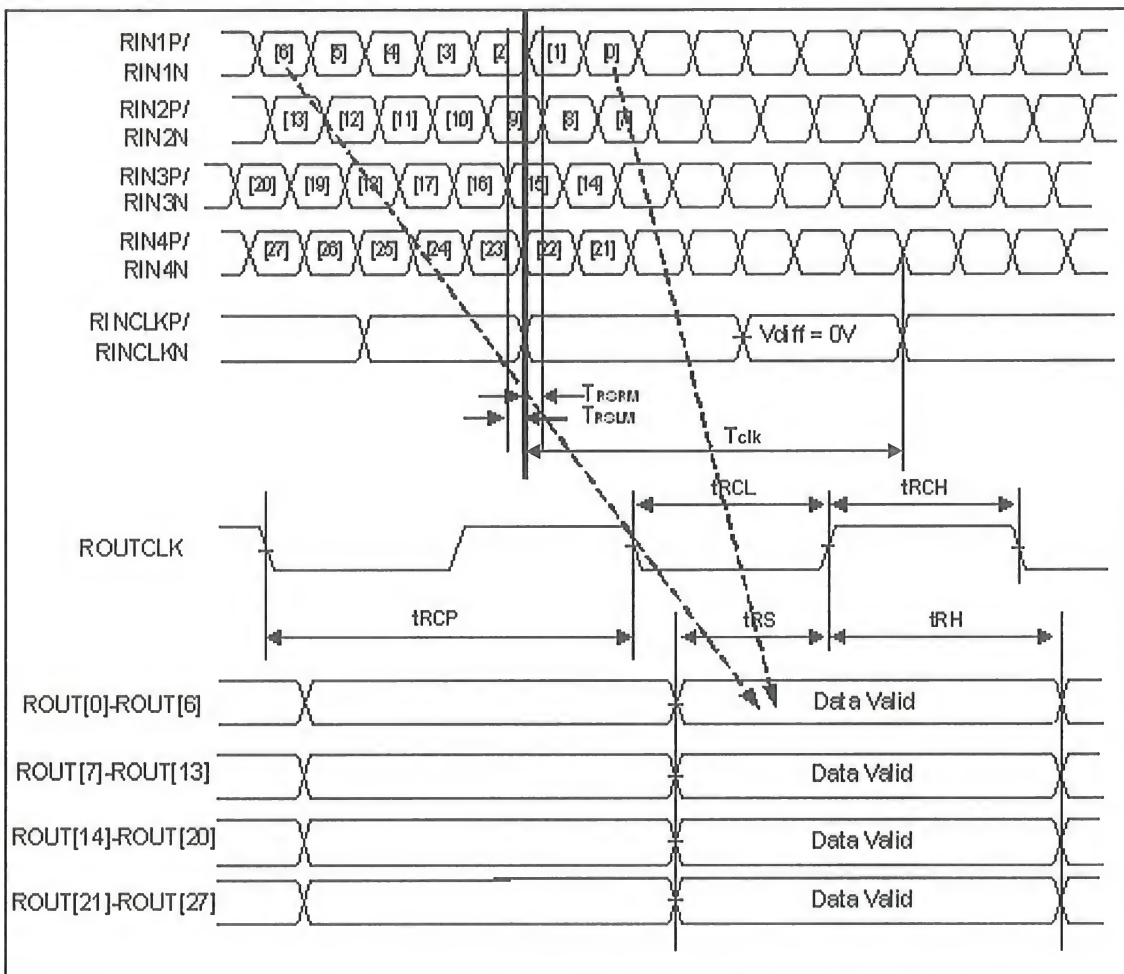 RIN1P/
RIN1N
[6] [5] [4] [3] [2] [1] [0]
RIN2P/
RIN2N
[13] [12] [11] [10] [9] [8] [7]
RIN3P/
RIN3N
[20] [19] [18] [17] [16] [15] [14]
RIN4P/
RIN4N
[27] [26] [25] [24] [23] [22] [21]
RINCLKP/
RINCLKN
Vdiff = 0V
TRSRM
TRSLM
Tclk
tRCL tRCH
ROUTCLK
tRCP tRS tRH
ROUT[0]-ROUT[6] Data Valid
ROUT[7]-ROUT[13] Data Valid
ROUT[14]-ROUT[20] Data Valid
ROUT[21]-ROUT[27] Data Valid